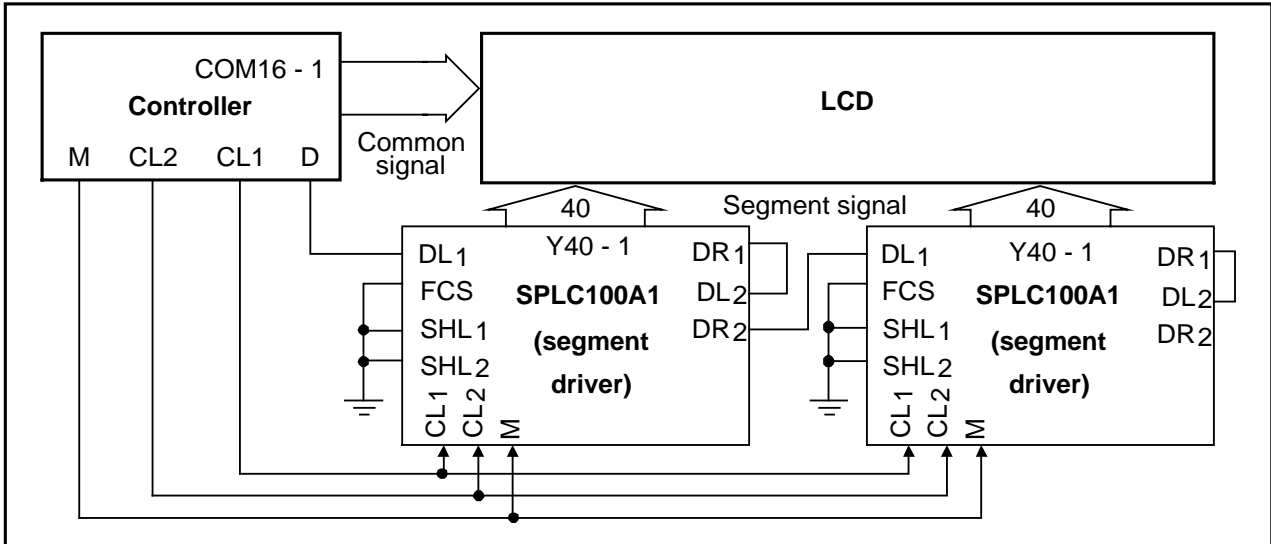 COM16 - 1
Controller
M CL2 CL1 D
Common
signal
LCD
40
Segment signal
40
Y40 - 1
DL1
FCS
SHL1
SHL2
SPLC100A1
(segment
driver)
DR1
DL2
DR2
CL1
CL2
M
Y40 - 1
DL1
FCS
SHL1
SHL2
SPLC100A1
(segment
driver)
DR1
DL2
DR2
CL1
CL2
M